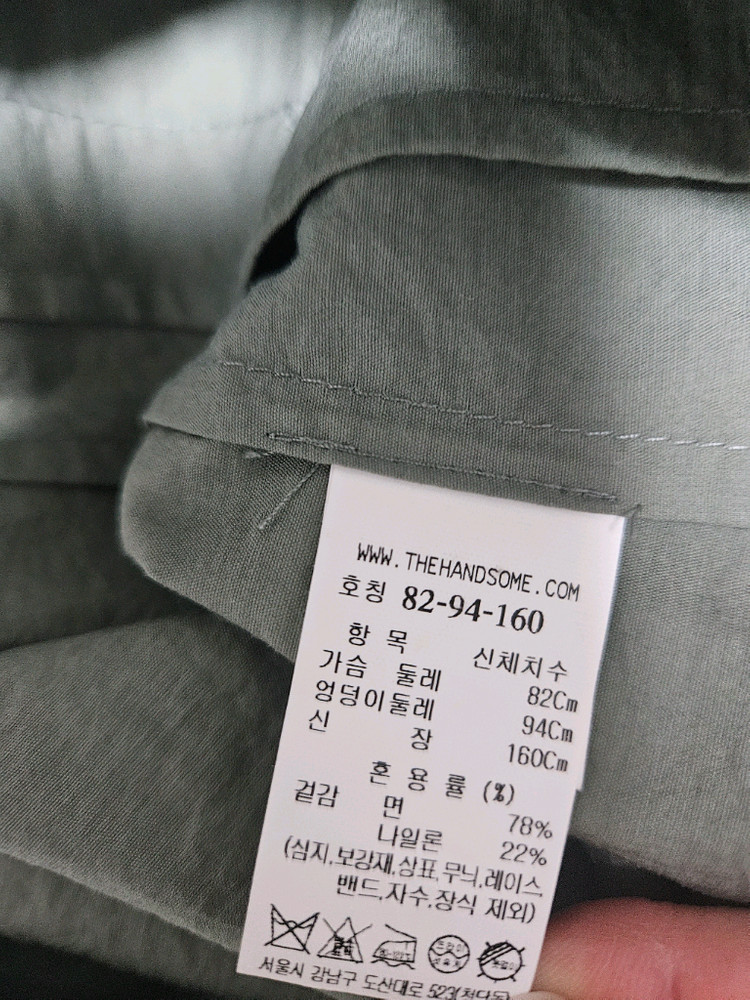 WWW.THEHANDSOME.COM
호칭 82-94-160
항 목 신체치수
가슴 둘레 82Cm
엉덩이둘레 94Cm
신 장 160Cm
혼 용 률 (%)
겉감 면 78%
나일론 22%
(심지,보강재,상표,무늬,레이스,
밴드,자수,장식 제외)
서울시 강남구 도산대로 523(청담동)